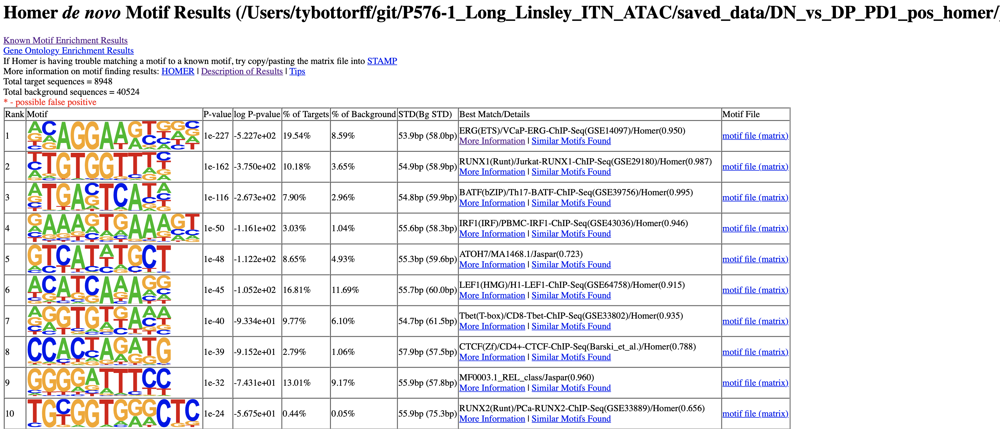 Homer de novo Motif Results (/Users/tybottorff/git/P576-1_Long_Linsley_ITN_ATAC/saved_data/DN_vs_DP_PD1_pos_homer/
Known Motif Enrichment Results
Gene Ontology Enrichment Results
If Homer is having trouble matching a motif to a known motif, try copy/pasting the matrix file into STAMP
More information on motif finding results: HOMER | Description of Results | Tips
Total target sequences = 8948
Total background sequences = 40524
* - possible false positive
Rank Motif P-value log P-pvalue % of Targets % of Background STD(Bg STD) Best Match/Details Motif File
1 ACAGGAAGTGGC 1e-227 -5.227e+02 19.54% 8.59% 53.9bp (58.0bp) ERG(ETS)/VCaP-ERG-ChIP-Seq(GSE14097)/Homer(0.950)
More Information | Similar Motifs Found motif file (matrix)
2 TTGTGGTTTC 1e-162 -3.750e+02 10.18% 3.65% 54.9bp (58.9bp) RUNX1(Runt)/Jurkat-RUNX1-ChIP-Seq(GSE29180)/Homer(0.987)
More Information | Similar Motifs Found motif file (matrix)
3 ATGACTCATA 1e-116 -2.673e+02 7.90% 2.96% 54.8bp (59.9bp) BATF(bZIP)/Th17-BATF-ChIP-Seq(GSE39756)/Homer(0.995)
More Information | Similar Motifs Found motif file (matrix)
4 GAAAGTGAAAGT 1e-50 -1.161e+02 3.03% 1.04% 55.6bp (58.3bp) IRF1(IRF)/PBMC-IRF1-ChIP-Seq(GSE43036)/Homer(0.946)
More Information | Similar Motifs Found motif file (matrix)
5 GTCATATGCT 1e-48 -1.122e+02 8.65% 4.93% 55.3bp (59.6bp) ATOH7/MA1468.1/Jaspar(0.723)
More Information | Similar Motifs Found motif file (matrix)
6 ACATCAAAGG 1e-45 -1.052e+02 16.81% 11.69% 55.7bp (60.0bp) LEF1(HMG)/H1-LEF1-ChIP-Seq(GSE64758)/Homer(0.915)
More Information | Similar Motifs Found motif file (matrix)
7 AGGTGTGAAA 1e-40 -9.334e+01 9.77% 6.10% 54.7bp (61.5bp) Tbet(T-box)/CD8-Tbet-ChIP-Seq(GSE33802)/Homer(0.935)
More Information | Similar Motifs Found motif file (matrix)
8 CCACTAGATG 1e-39 -9.152e+01 2.79% 1.06% 57.9bp (57.5bp) CTCF(Zf)/CD4+-CTCF-ChIP-Seq(Barski_et_al.)/Homer(0.788)
More Information | Similar Motifs Found motif file (matrix)
9 GGGGATTTCC 1e-32 -7.431e+01 13.01% 9.17% 55.9bp (57.8bp) MF0003.1_REL_class/Jaspar(0.960)
More Information | Similar Motifs Found motif file (matrix)
10 TGCGGTGGGCTC 1e-24 -5.675e+01 0.44% 0.05% 55.9bp (75.3bp) RUNX2(Runt)/PCa-RUNX2-ChIP-Seq(GSE33889)/Homer(0.656)
More Information | Similar Motifs Found motif file (matrix)